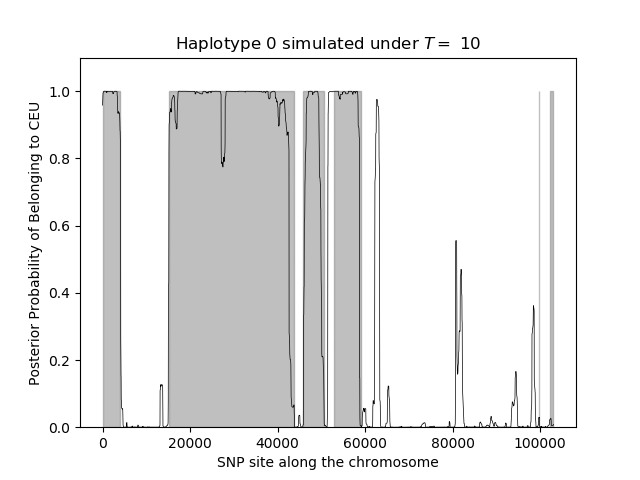 Haplotype 0 simulated under T = 10
Posterior Probability of Belonging to CEU
1.0
0.8
0.6
0.4
0.2
0.0
0 20000 40000 60000 80000 100000
SNP site along the chromosome